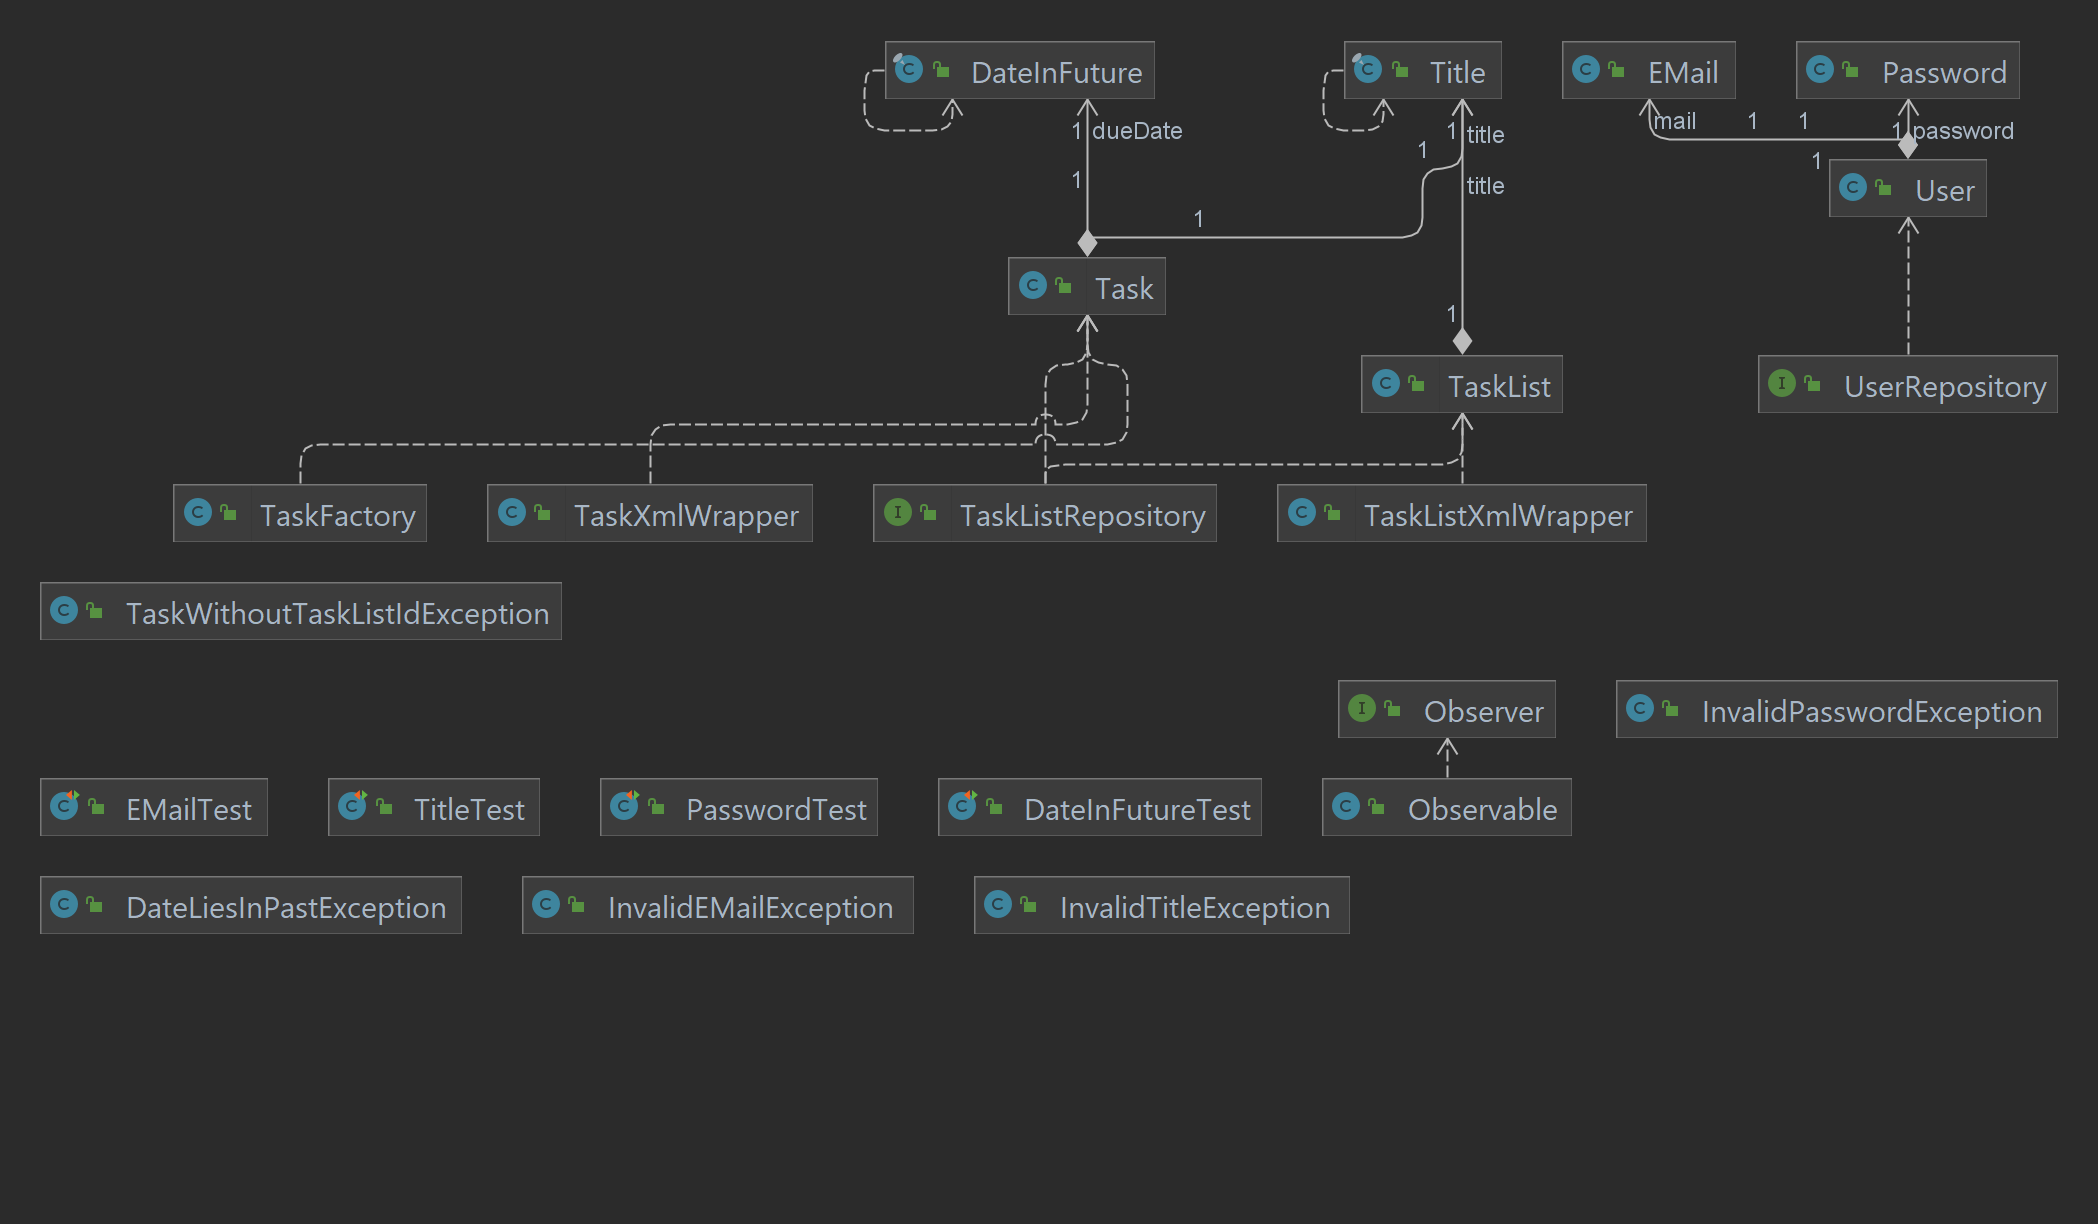 DateInFuture
Title
EMail
Password
1 dueDate
1 title
mail 1 1
1 password
1
1
1
title
1
User
1
Task
1
TaskList
UserRepository
TaskFactory
TaskXmlWrapper
TaskListRepository
TaskListXmlWrapper
TaskWithoutTaskListIdException
Observer
InvalidPasswordException
EMailTest
TitleTest
PasswordTest
DateInFutureTest
Observable
DateLiesInPastException
InvalidEMailException
InvalidTitleException